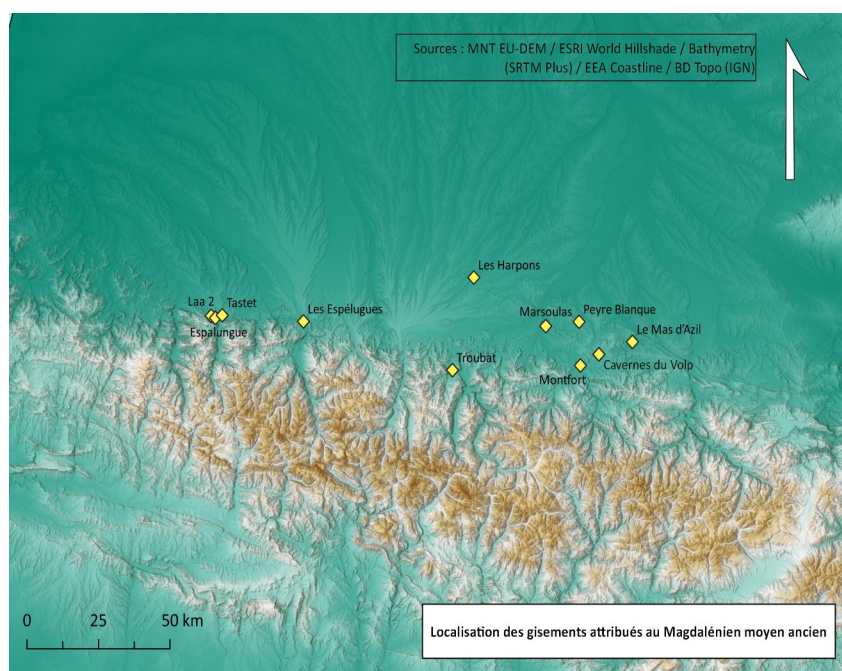 Sources : MNT EU-DEM / ESRI World Hillshade / Bathymetry
(SRTM Plus) / EEA Coastline / BD Topo (IGN)
Les Harpons
Laa 2
Tastet
Espalungue
Les Espélugues
Marsoulas
Peyre Blanque
Le Mas d'Azil
Troubat
Cavernes du Volp
Montfort
0 25 50 km
Localisation des gisements attribués au Magdalénien moyen ancien